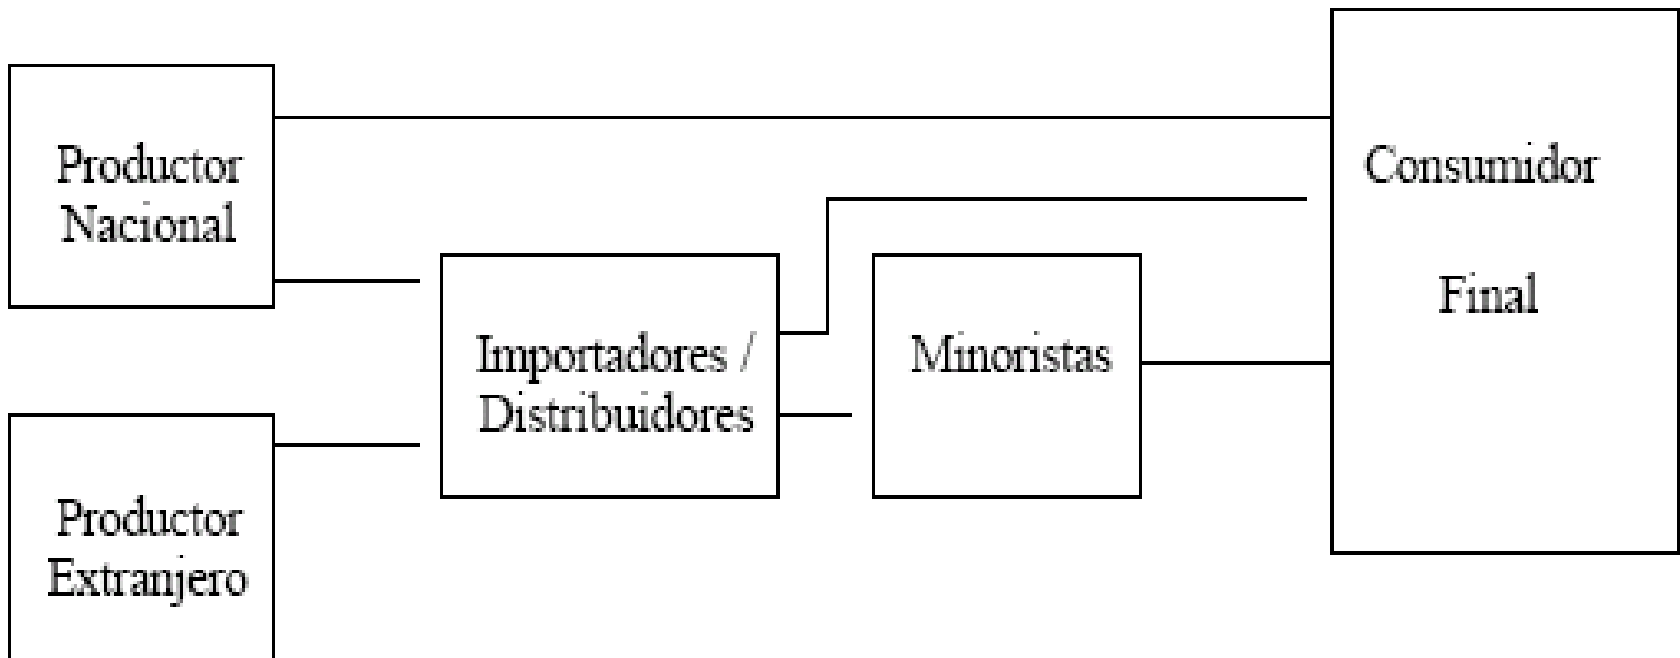 Productor
Nacional
Consumidor
Final
Importadores /
Distribuidores
Minoristas
Productor
Extranjero